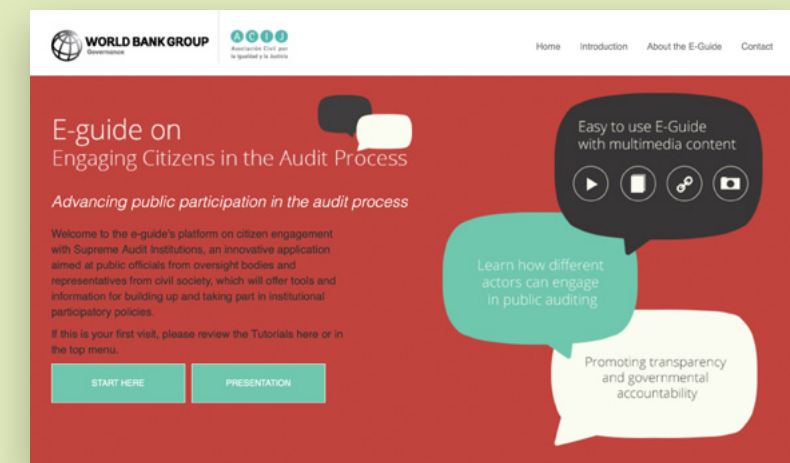 WORLD BANK GROUP
Governance
ACIJ
Asociación Civil por
la Igualdad y la Justicia
Home Introduction About the E-Guide Contact
E-guide on
Engaging Citizens in the Audit Process
Advancing public participation in the audit process
Welcome to the e-guide's platform on citizen engagement
with Supreme Audit Institutions, an innovative application
aimed at public officials from oversight bodies and
representatives from civil society, which will offer tools and
information for building up and taking part in institutional
participatory policies.
If this is your first visit, please review the Tutorials here or in
the top menu.
START HERE
PRESENTATION
Easy to use E-Guide
with multimedia content
Learn how different
actors can engage
in public auditing
Promoting transparency
and governmental
accountability